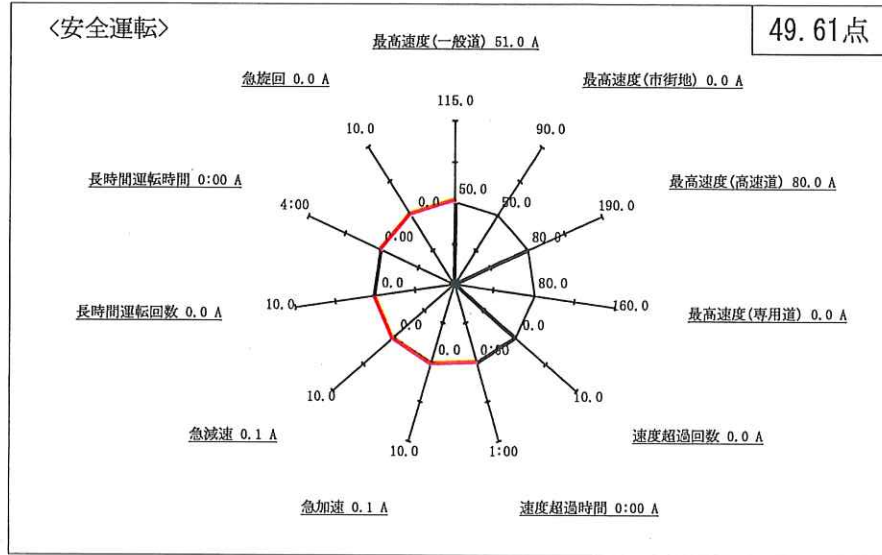 <安全運転>
49.61点
最高速度(一般道) 51.0 A
急旋回 0.0 A
最高速度(市街地) 0.0 A
115.0
10.0
90.0
長時間運転時間 0:00 A
最高速度(高速道) 80.0 A
4:00
190.0
50.0
0.0
50.0
0.00
80.0
長時間運転回数 0.0 A
10.0
0.0
80.0
160.0
最高速度(専用道) 0.0 A
0.0
0.0
0.0
10.0
10.0
急減速 0.1 A
速度超過回数 0.0 A
10.0
1:00
急加速 0.1 A
速度超過時間 0:00 A